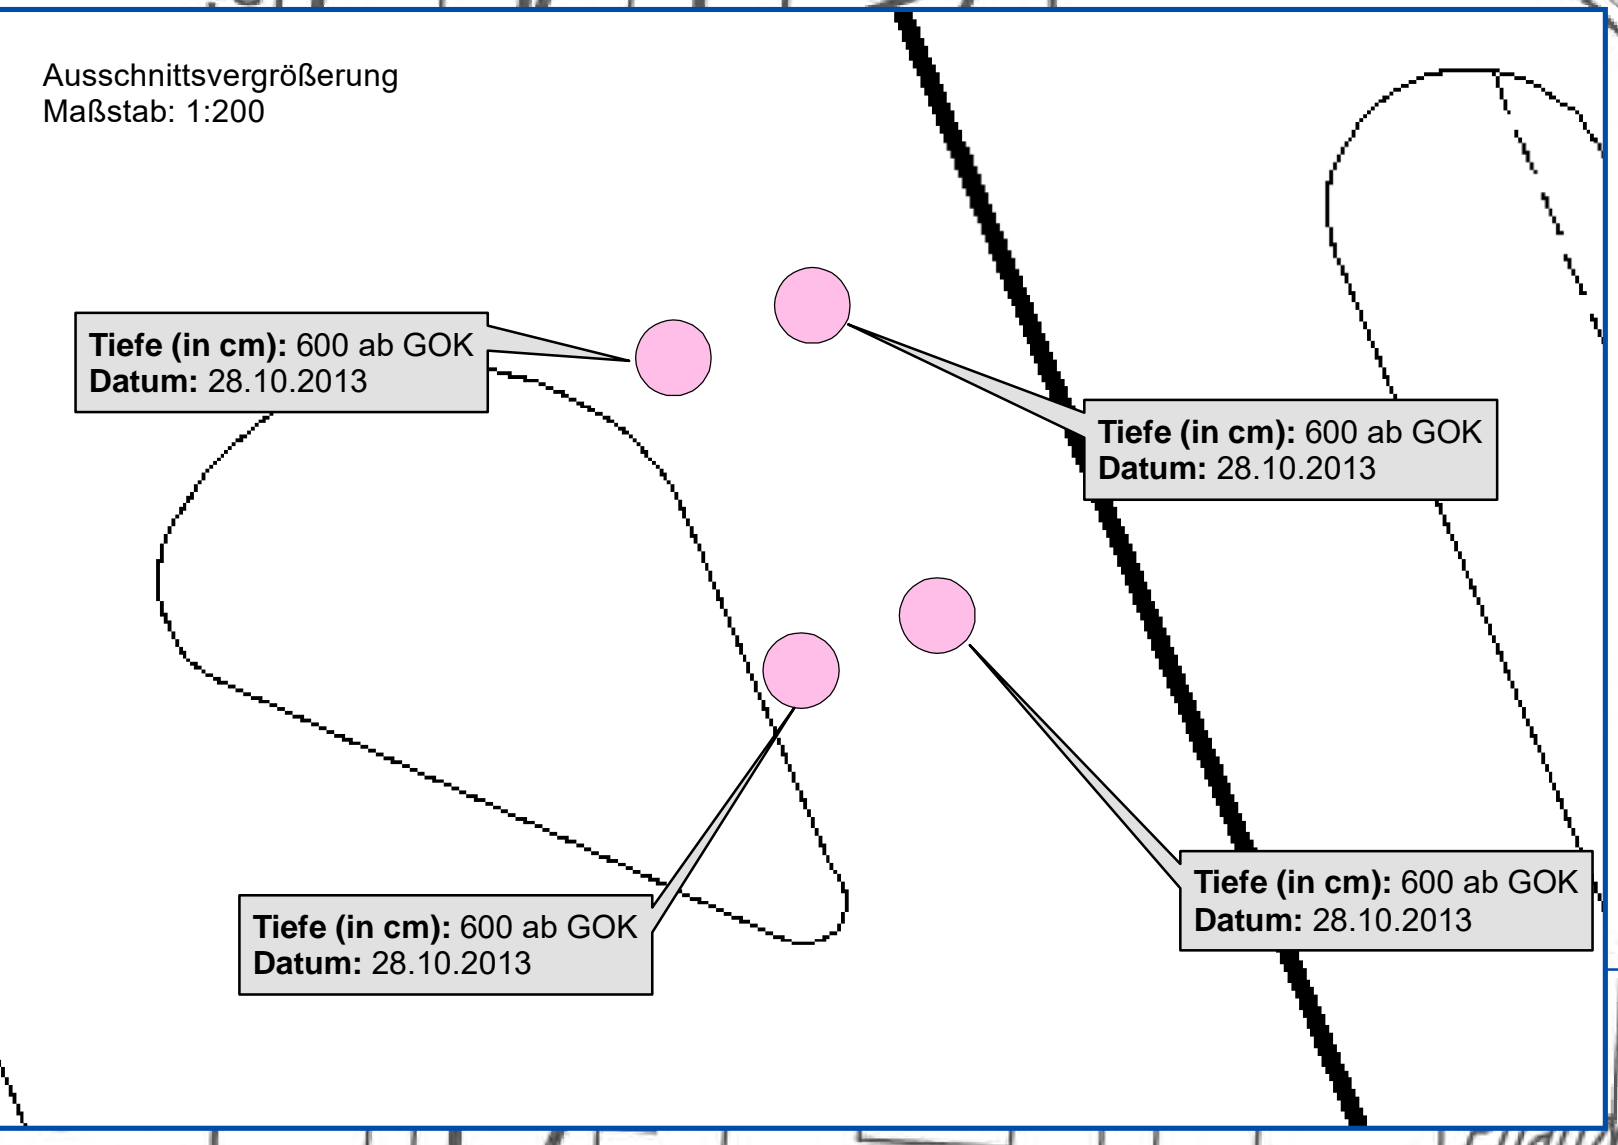 Ausschnittsvergrößerung
Maßstab: 1:200
Tiefe (in cm): 600 ab GOK
Datum: 28.10.2013
Tiefe (in cm): 600 ab GOK
Datum: 28.10.2013
Tiefe (in cm): 600 ab GOK
Datum: 28.10.2013
Tiefe (in cm): 600 ab GOK
Datum: 28.10.2013